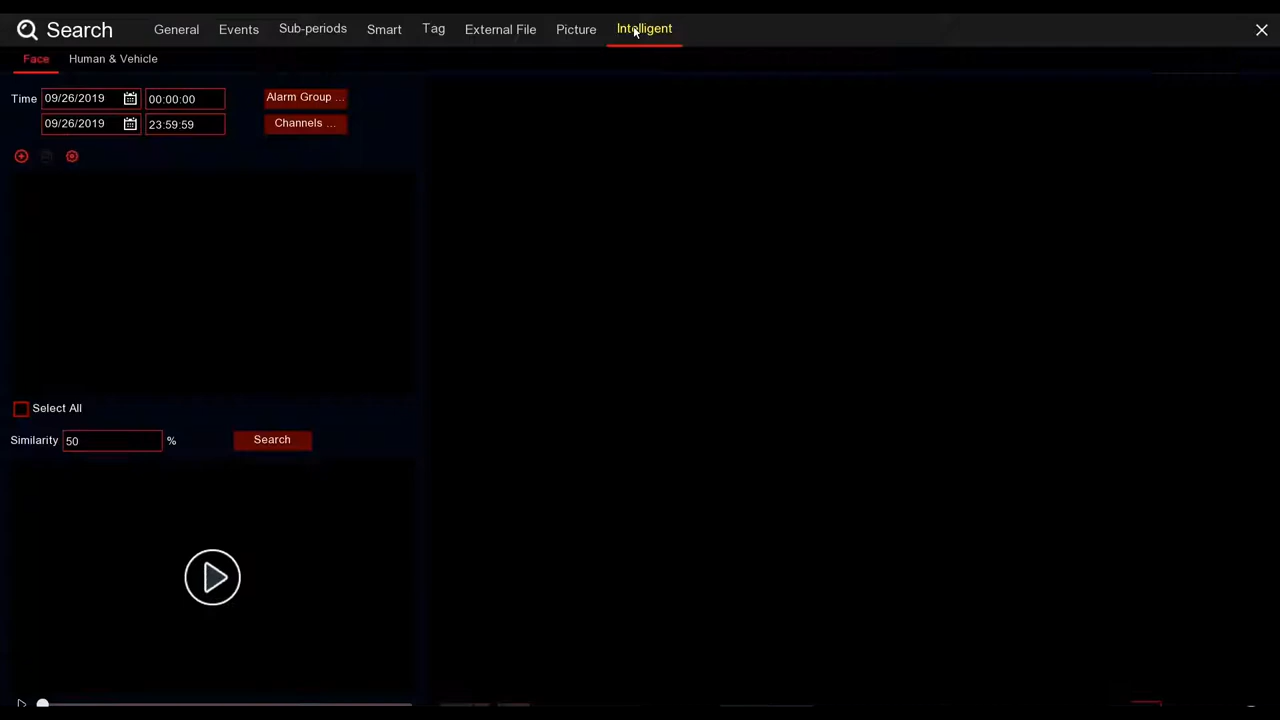 Search General Events Sub-periods Smart Tag External File Picture Intelligent
Face Human & Vehicle
Time 09/26/2019 00:00:00 Alarm Group ...
09/26/2019 23:59:59 Channels ...
Select All
Similarity 50 % Search